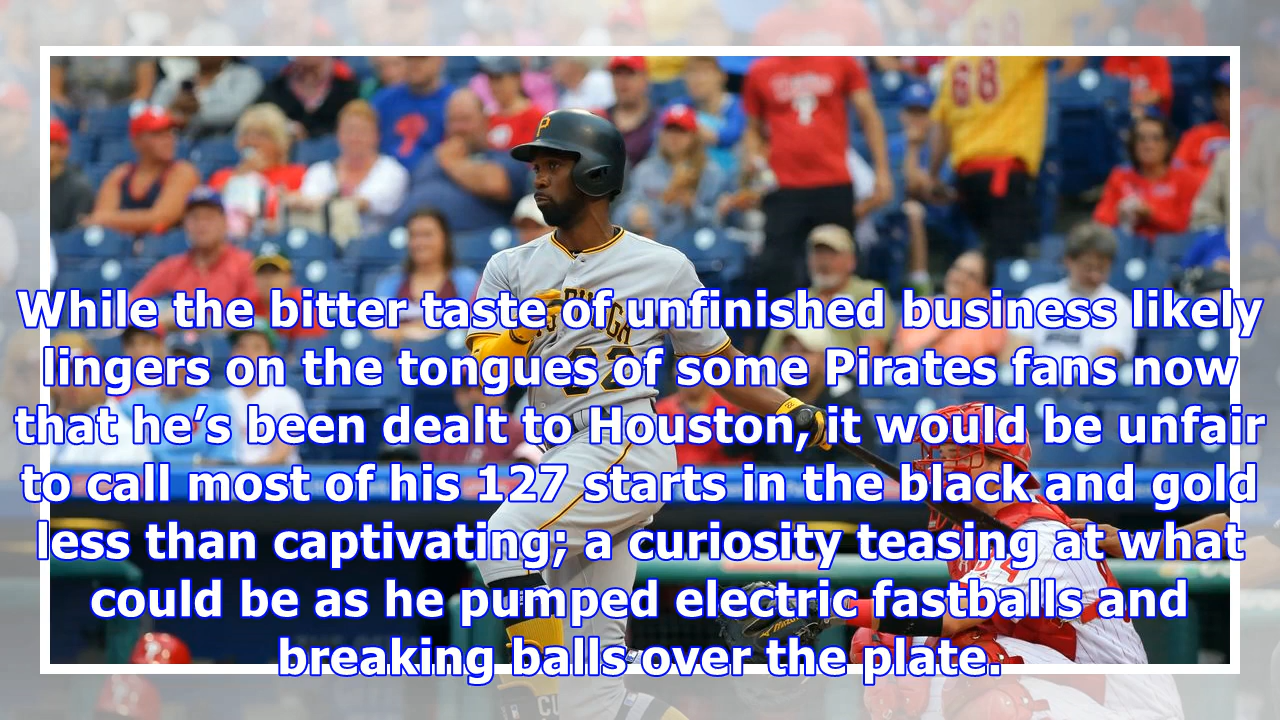 While the bitter taste of unfinished business likely
lingers on the tongues of some Pirates fans now
that he’s been dealt to Houston, it would be unfair
to call most of his 127 starts in the black and gold
less than captivating; a curiosity teasing at what
could be as he pumped electric fastballs and
breaking balls over the plate.
68
P
22